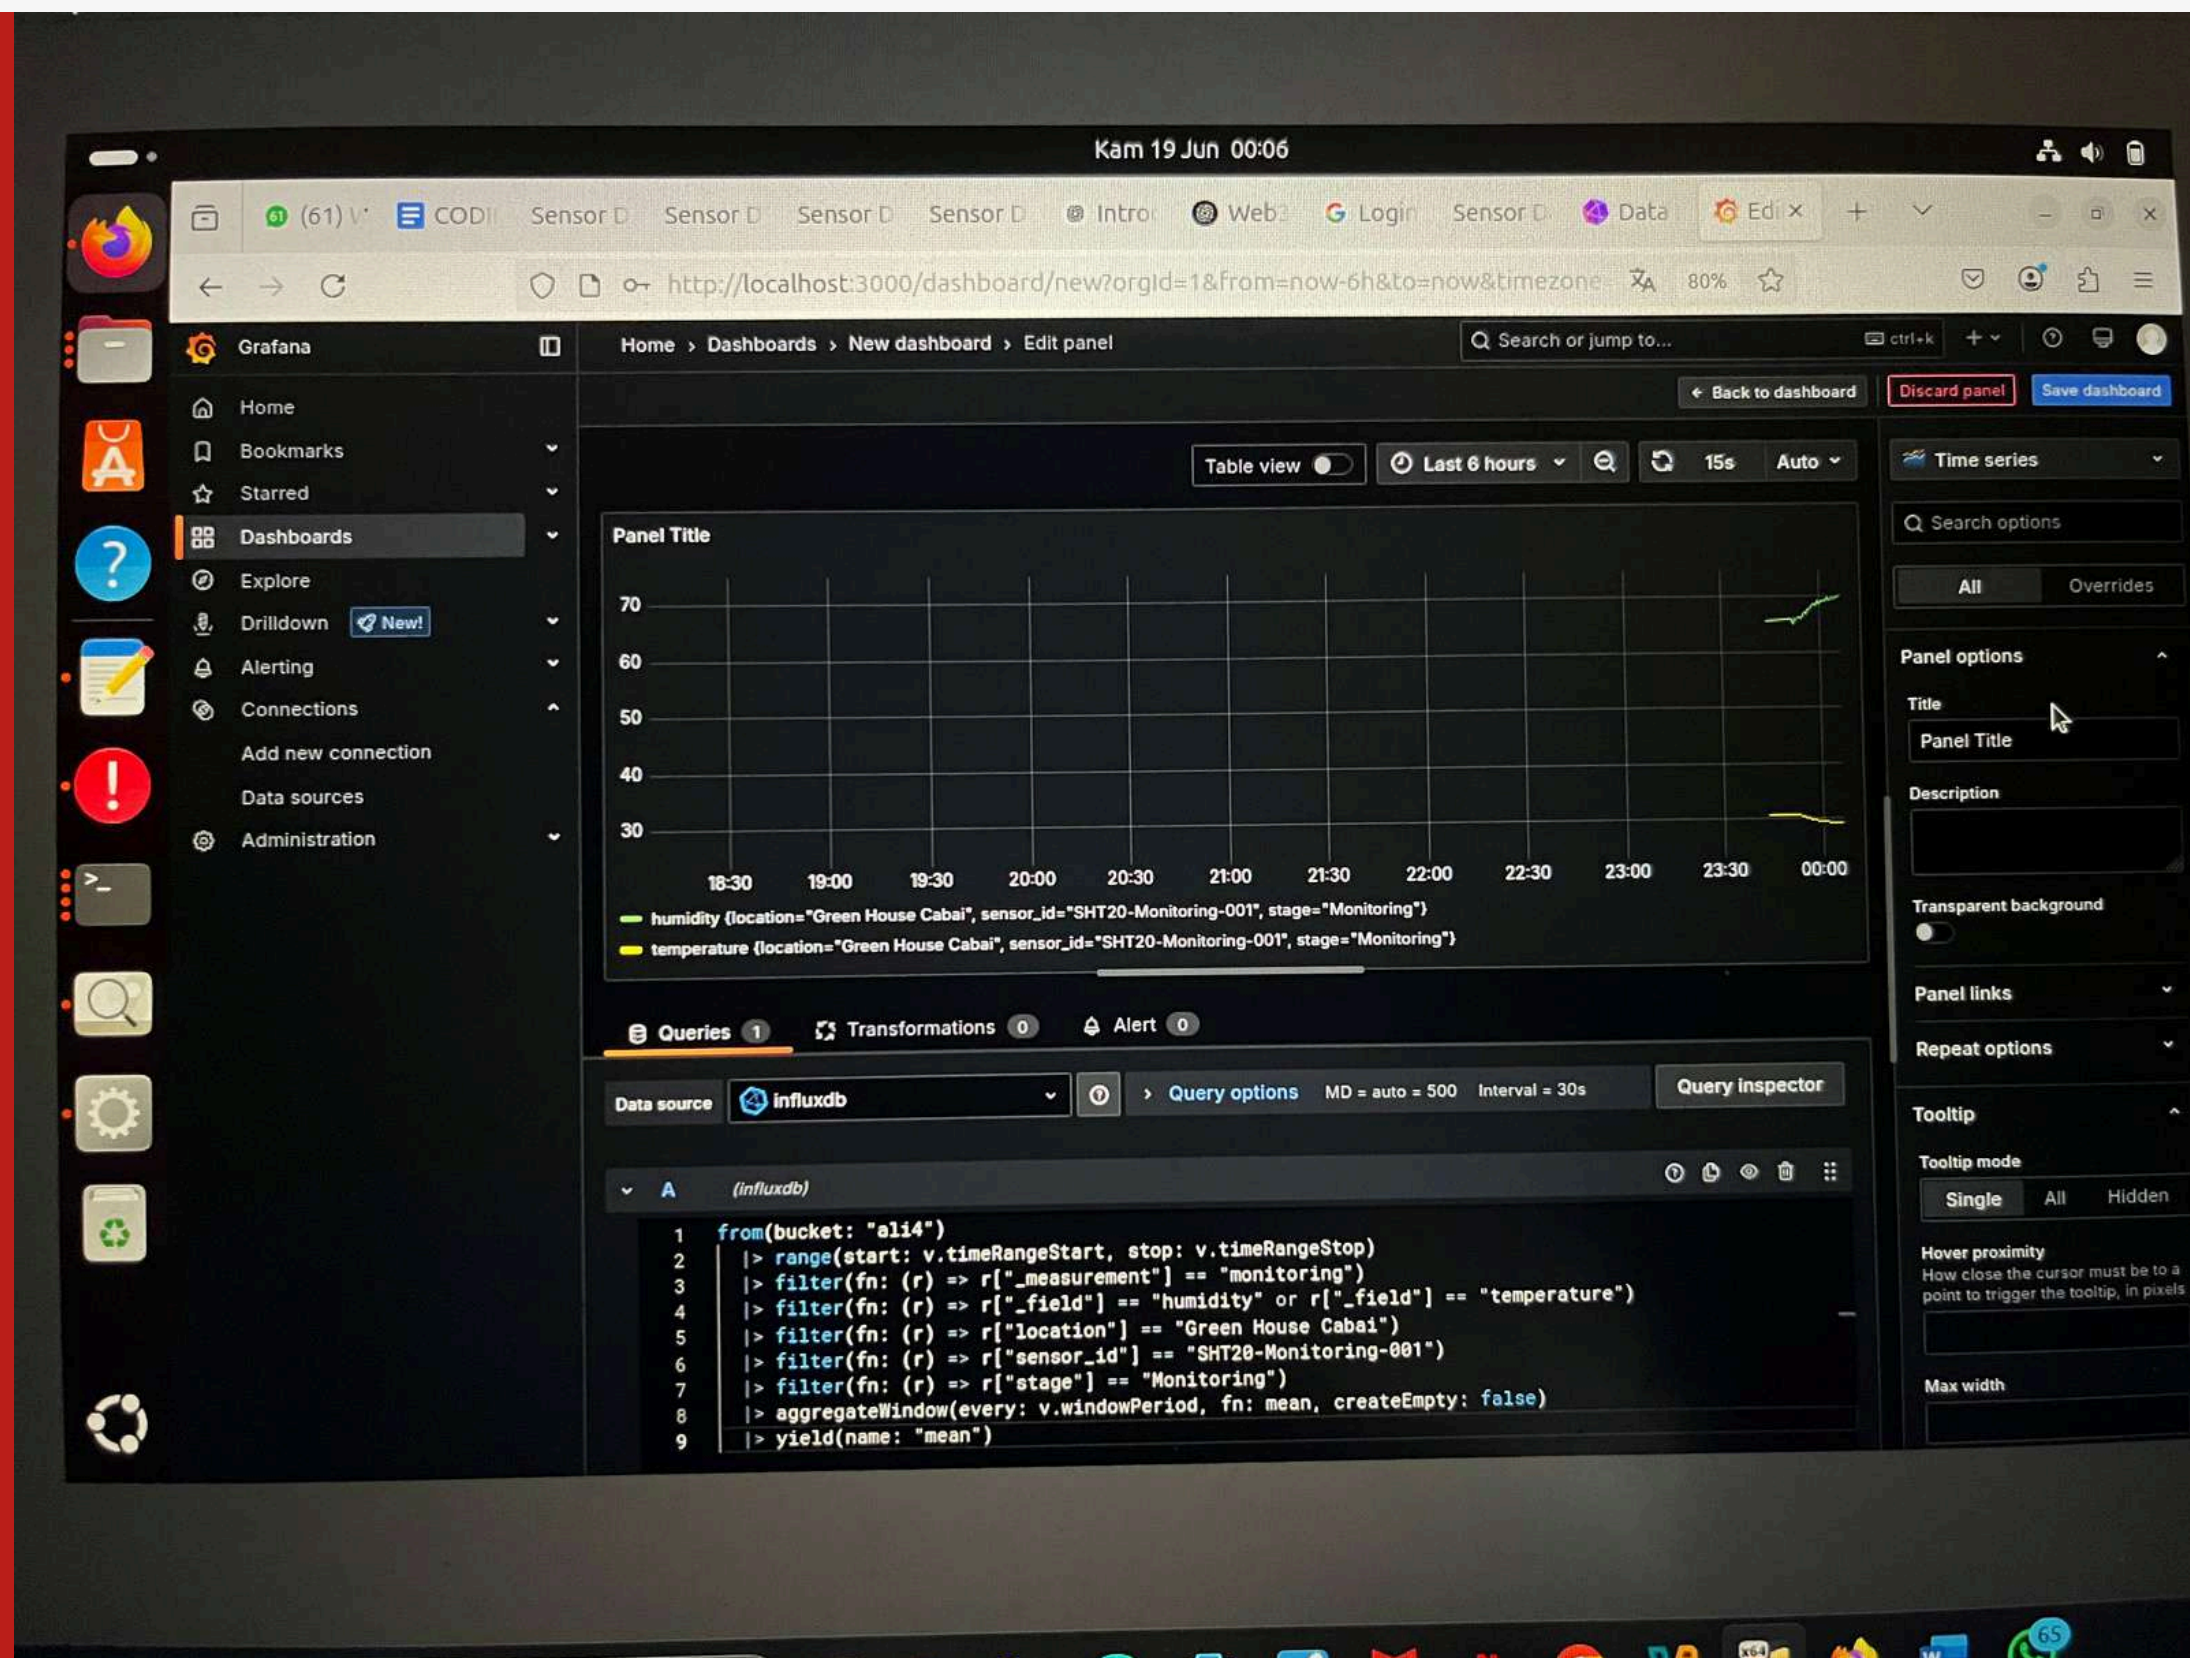 Kam 19 Jun 00:06
(61) CODI Sensor D Sensor D Sensor D Sensor D Intro Web Login Sensor D Data Edi
http://localhost:3000/dashboard/new?orgId=1&from=now-6h&to=now&timezone 80%
Grafana
Home › Dashboards › New dashboard › Edit panel
Search or jump to... ctrl+k
Back to dashboard Discard panel Save dashboard
Home
Bookmarks
Starred
Dashboards
Explore
Drilldown New!
Alerting
Connections
Add new connection
Data sources
Administration
Table view Last 6 hours 15s Auto
Panel Title
70
60
50
40
30
18:30 19:00 19:30 20:00 20:30 21:00 21:30 22:00 22:30 23:00 23:30 00:00
humidity {location="Green House Cabai", sensor_id="SHT20-Monitoring-001", stage="Monitoring"}
temperature {location="Green House Cabai", sensor_id="SHT20-Monitoring-001", stage="Monitoring"}
Queries 1 Transformations 0 Alert 0
Data source influxdb › Query options MD = auto = 500 Interval = 30s Query inspector
A (influxdb)
1 from(bucket: "ali4")
2 |> range(start: v.timeRangeStart, stop: v.timeRangeStop)
3 |> filter(fn: (r) => r["_measurement"] == "monitoring")
4 |> filter(fn: (r) => r["_field"] == "humidity" or r["_field"] == "temperature")
5 |> filter(fn: (r) => r["location"] == "Green House Cabai")
6 |> filter(fn: (r) => r["sensor_id"] == "SHT20-Monitoring-001")
7 |> filter(fn: (r) => r["stage"] == "Monitoring")
8 |> aggregateWindow(every: v.windowPeriod, fn: mean, createEmpty: false)
9 |> yield(name: "mean")
Time series
Search options
All Overrides
Panel options
Title
Panel Title
Description
Transparent background
Panel links
Repeat options
Tooltip
Tooltip mode
Single All Hidden
Hover proximity
How close the cursor must be to a
point to trigger the tooltip, in pixels
Max width
x64 65